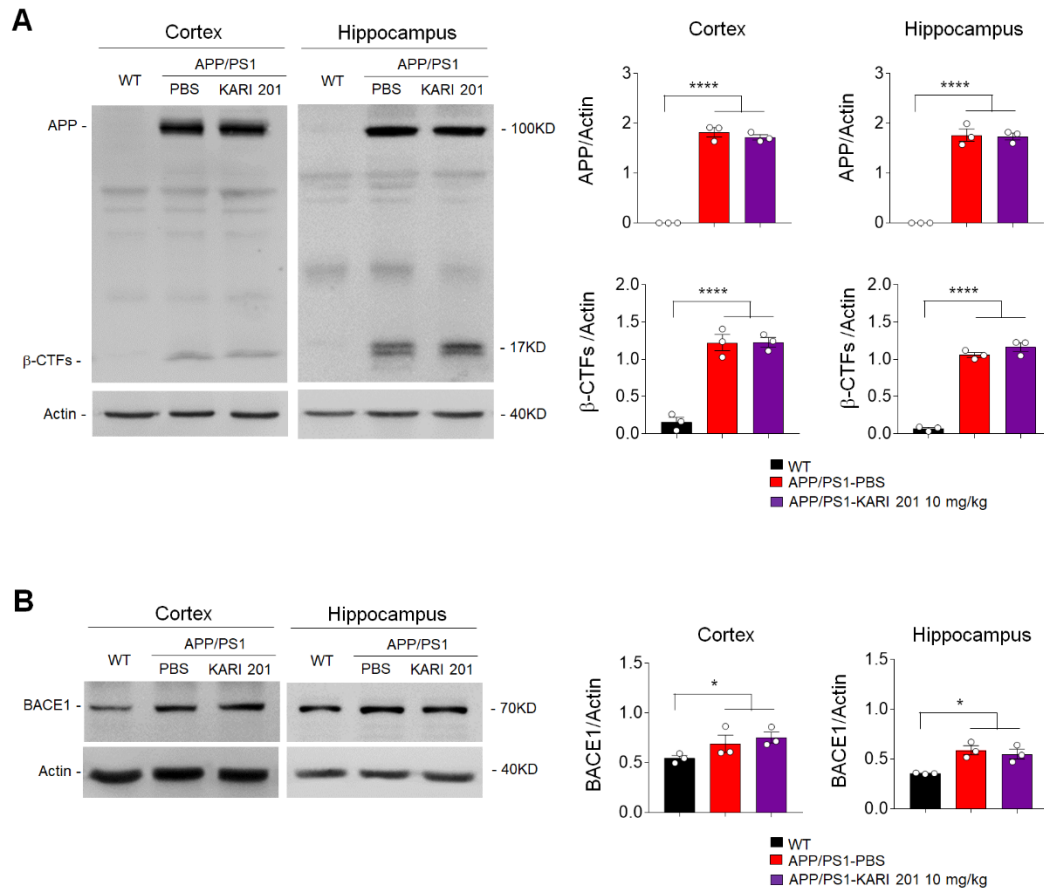 A
Cortex
Hippocampus
WT
APP/PS1
PBS
KARI 201
WT
APP/PS1
PBS
KARI 201
APP -
- 100KD
β-CTFs -
- 17KD
Actin -
- 40KD
Cortex
APP/Actin
3
2
1
0
****
Hippocampus
APP/Actin
3
2
1
0
****
β-CTFs /Actin
2.0
1.5
1.0
0.5
0.0
****
β-CTFs /Actin
2.0
1.5
1.0
0.5
0.0
****
WT
APP/PS1-PBS
APP/PS1-KARI 201 10 mg/kg
B
Cortex
Hippocampus
WT
APP/PS1
PBS
KARI 201
WT
APP/PS1
PBS
KARI 201
BACE1 -
- 70KD
Actin -
- 40KD
Cortex
BACE1/Actin
1.5
1.0
0.5
0.0
*
Hippocampus
BACE1/Actin
1.5
1.0
0.5
0.0
*
WT
APP/PS1-PBS
APP/PS1-KARI 201 10 mg/kg